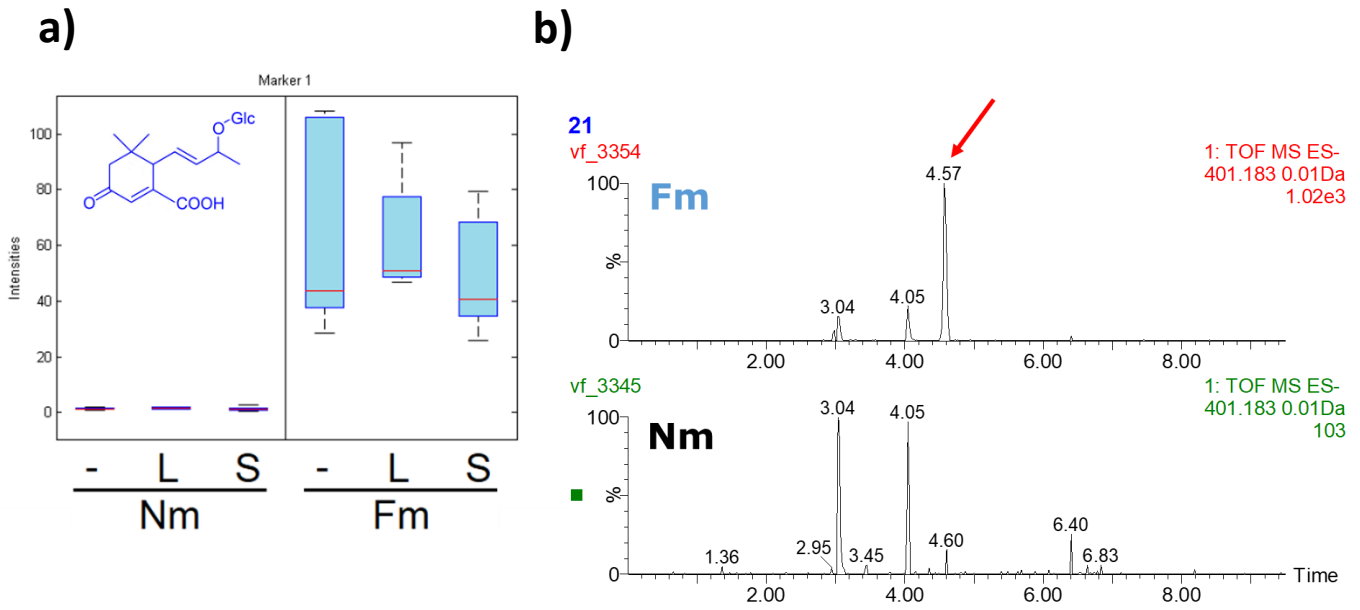 a)
b)
Marker 1
Intensities
100
80
60
40
20
0
O
Glc
O
COOH
- L S - L S
Nm Fm
21
vf_3354
1: TOF MS ES-
401.183 0.01Da
1.02e3
Fm
100
%
0
3.04
4.05
4.57
2.00 4.00 6.00 8.00
vf_3345
1: TOF MS ES-
401.183 0.01Da
103
Nm
100
%
0
1.36
2.95
3.04
3.45
4.05
4.60
6.40
6.83
2.00 4.00 6.00 8.00
Time